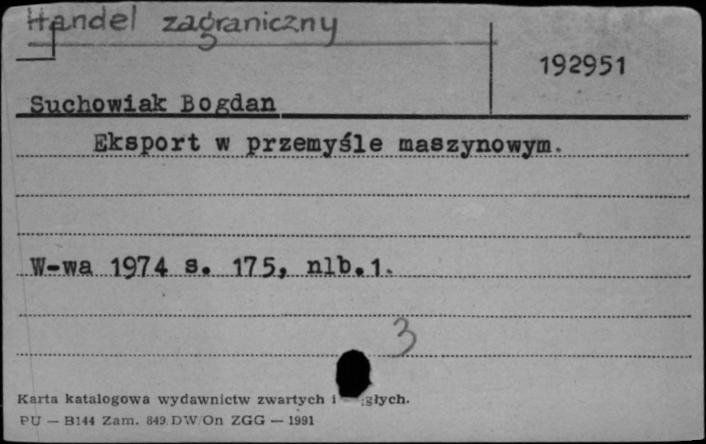 Handel zagraniczny
192951
Suchowiak Bogdan
Eksport w przemyśle maszynowym.
W-wa 1974 s. 175, nlb.1.
3
Karta katalogowa wydawnictw zwartych i głych.
PU — B144 Zam. 849 DW/On ZGG — 1991